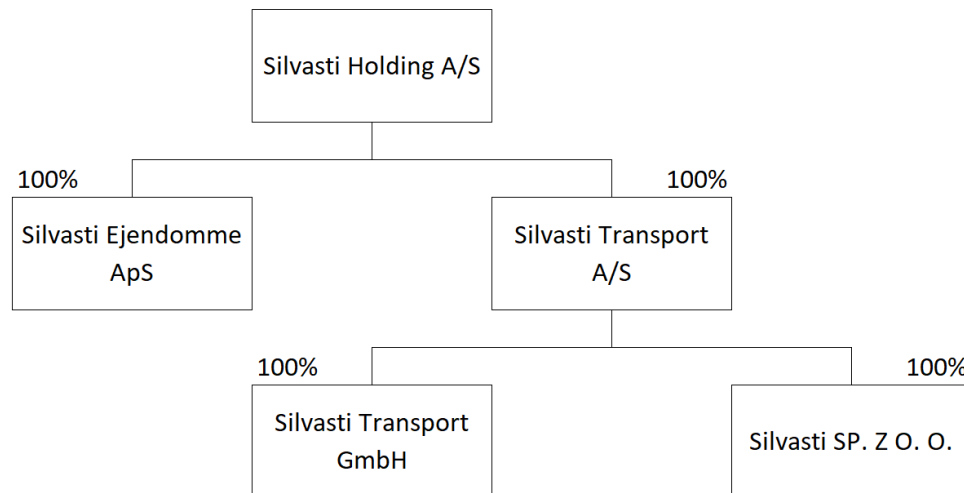 Silvasti Holding A/S
100%
100%
Silvasti Ejendomme
ApS
Silvasti Transport
A/S
100%
100%
Silvasti Transport
GmbH
Silvasti SP. Z O. O.